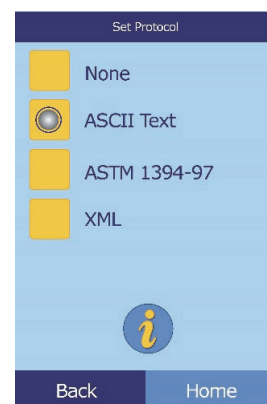 Set Protocol
None
ASCII Text
ASTM 1394-97
XML
i
Back Home